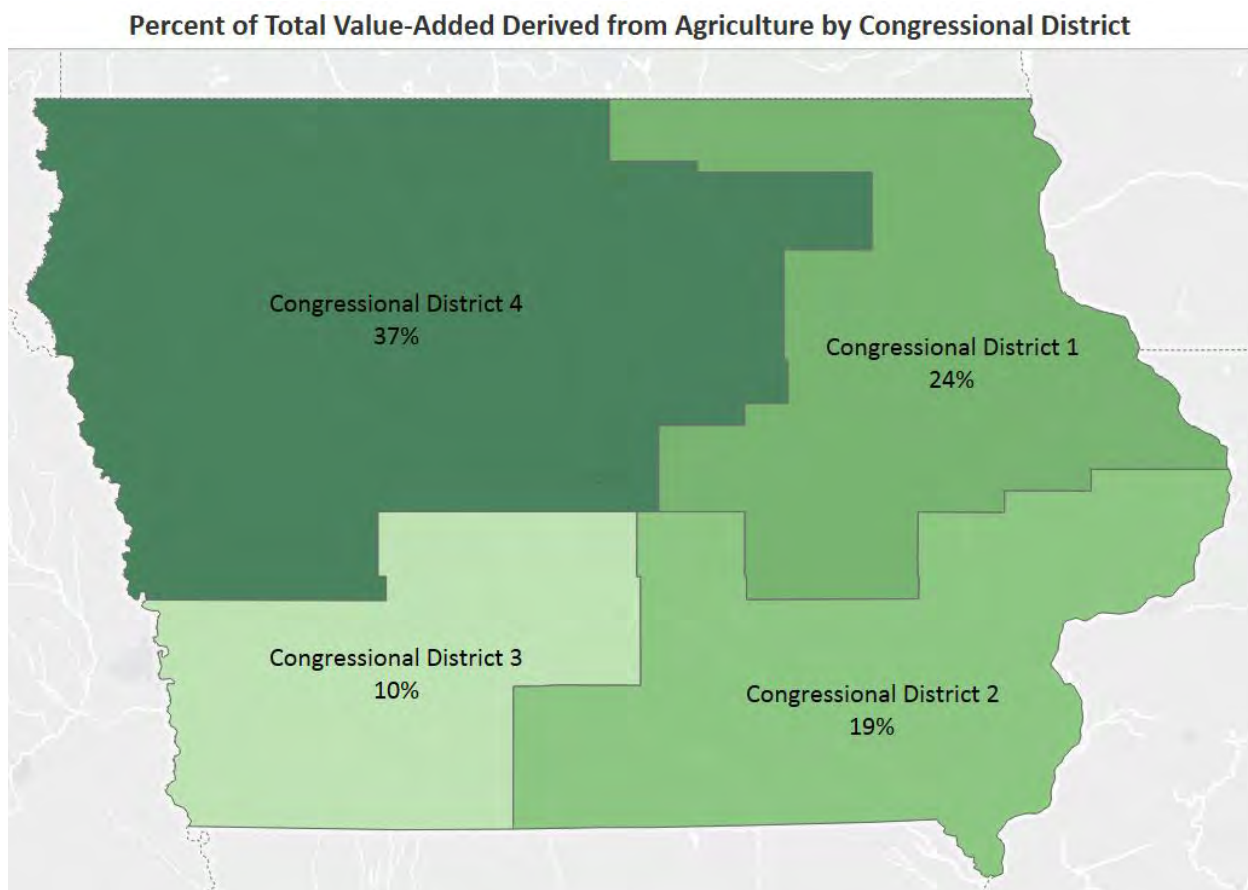 Percent of Total Value-Added Derived from Agriculture by Congressional District
Congressional District 4
37%
Congressional District 1
24%
Congressional District 3
10%
Congressional District 2
19%